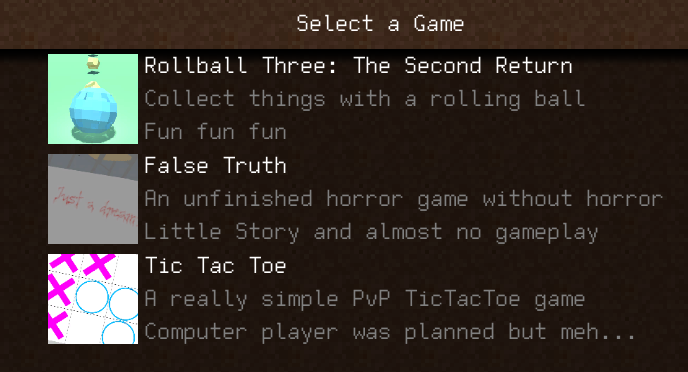 Select a Game
Rollball Three: The Second Return
Collect things with a rolling ball
Fun fun fun
False Truth
An unfinished horror game without horror
Little Story and almost no gameplay
Just a dream
Tic Tac Toe
A really simple PvP TicTacToe game
Computer player was planned but meh...